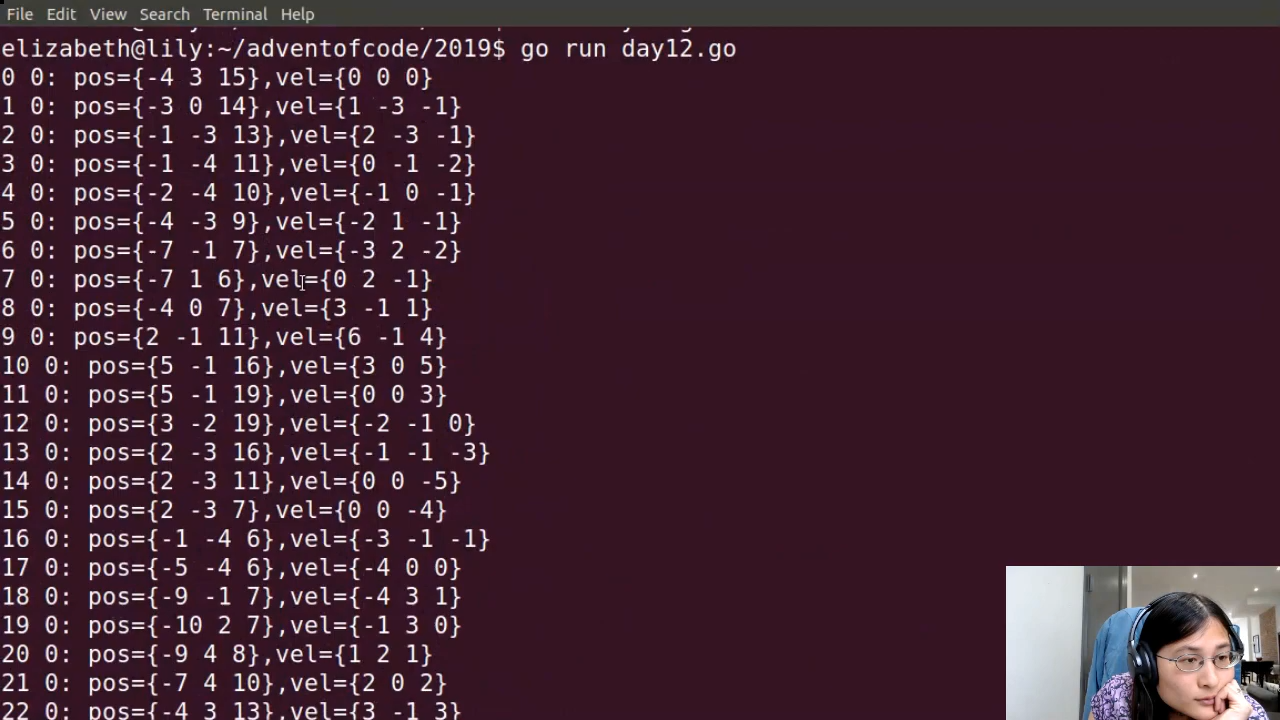 File Edit View Search Terminal Help
elizabeth@lily:~/adventofcode/2019$ go run day12.go
0 0: pos={-4 3 15},vel={0 0 0}
1 0: pos={-3 0 14},vel={1 -3 -1}
2 0: pos={-1 -3 13},vel={2 -3 -1}
3 0: pos={-1 -4 11},vel={0 -1 -2}
4 0: pos={-2 -4 10},vel={-1 0 -1}
5 0: pos={-4 -3 9},vel={-2 1 -1}
6 0: pos={-7 -1 7},vel={-3 2 -2}
7 0: pos={-7 1 6},vel={0 2 -1}
8 0: pos={-4 0 7},vel={3 -1 1}
9 0: pos={2 -1 11},vel={6 -1 4}
10 0: pos={5 -1 16},vel={3 0 5}
11 0: pos={5 -1 19},vel={0 0 3}
12 0: pos={3 -2 19},vel={-2 -1 0}
13 0: pos={2 -3 16},vel={-1 -1 -3}
14 0: pos={2 -3 11},vel={0 0 -5}
15 0: pos={2 -3 7},vel={0 0 -4}
16 0: pos={-1 -4 6},vel={-3 -1 -1}
17 0: pos={-5 -4 6},vel={-4 0 0}
18 0: pos={-9 -1 7},vel={-4 3 1}
19 0: pos={-10 2 7},vel={-1 3 0}
20 0: pos={-9 4 8},vel={1 2 1}
21 0: pos={-7 4 10},vel={2 0 2}
22 0: pos={-4 3 13},vel={3 -1 3}